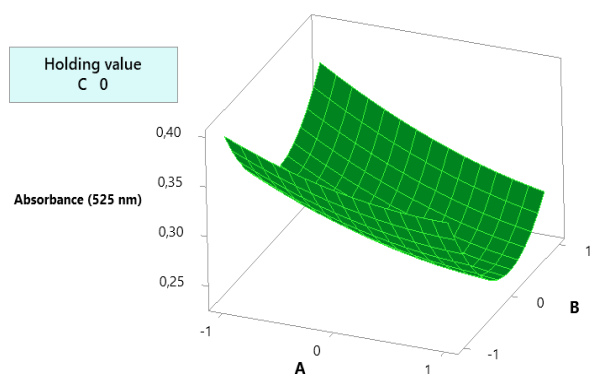 Holding value
C 0
0,40
0,35
Absorbance (525 nm)
0,30
0,25
-1
0
1
A
-1
0
1
B